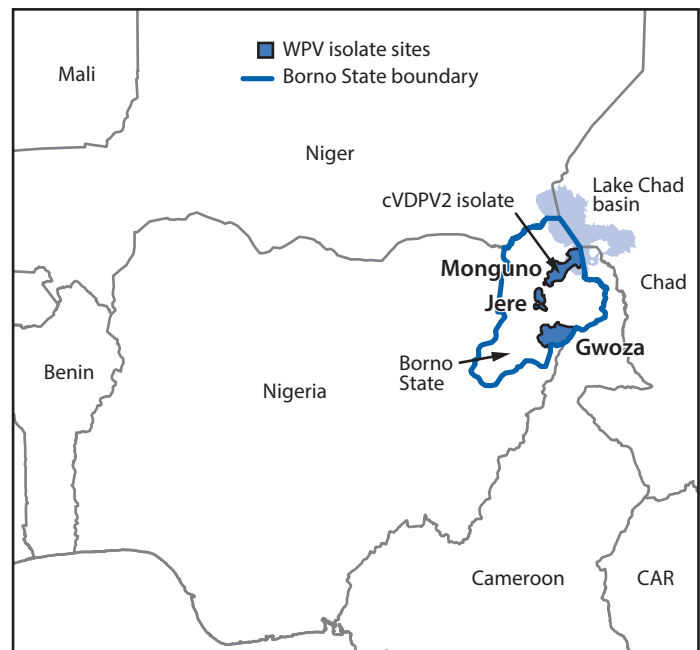 WPV isolate sites
Borno State boundary
Mali
Niger
Lake Chad
basin
cVDPV2 isolate
Monguno
Chad
Jere
Gwoza
Borno
State
Benin
Nigeria
Cameroon
CAR